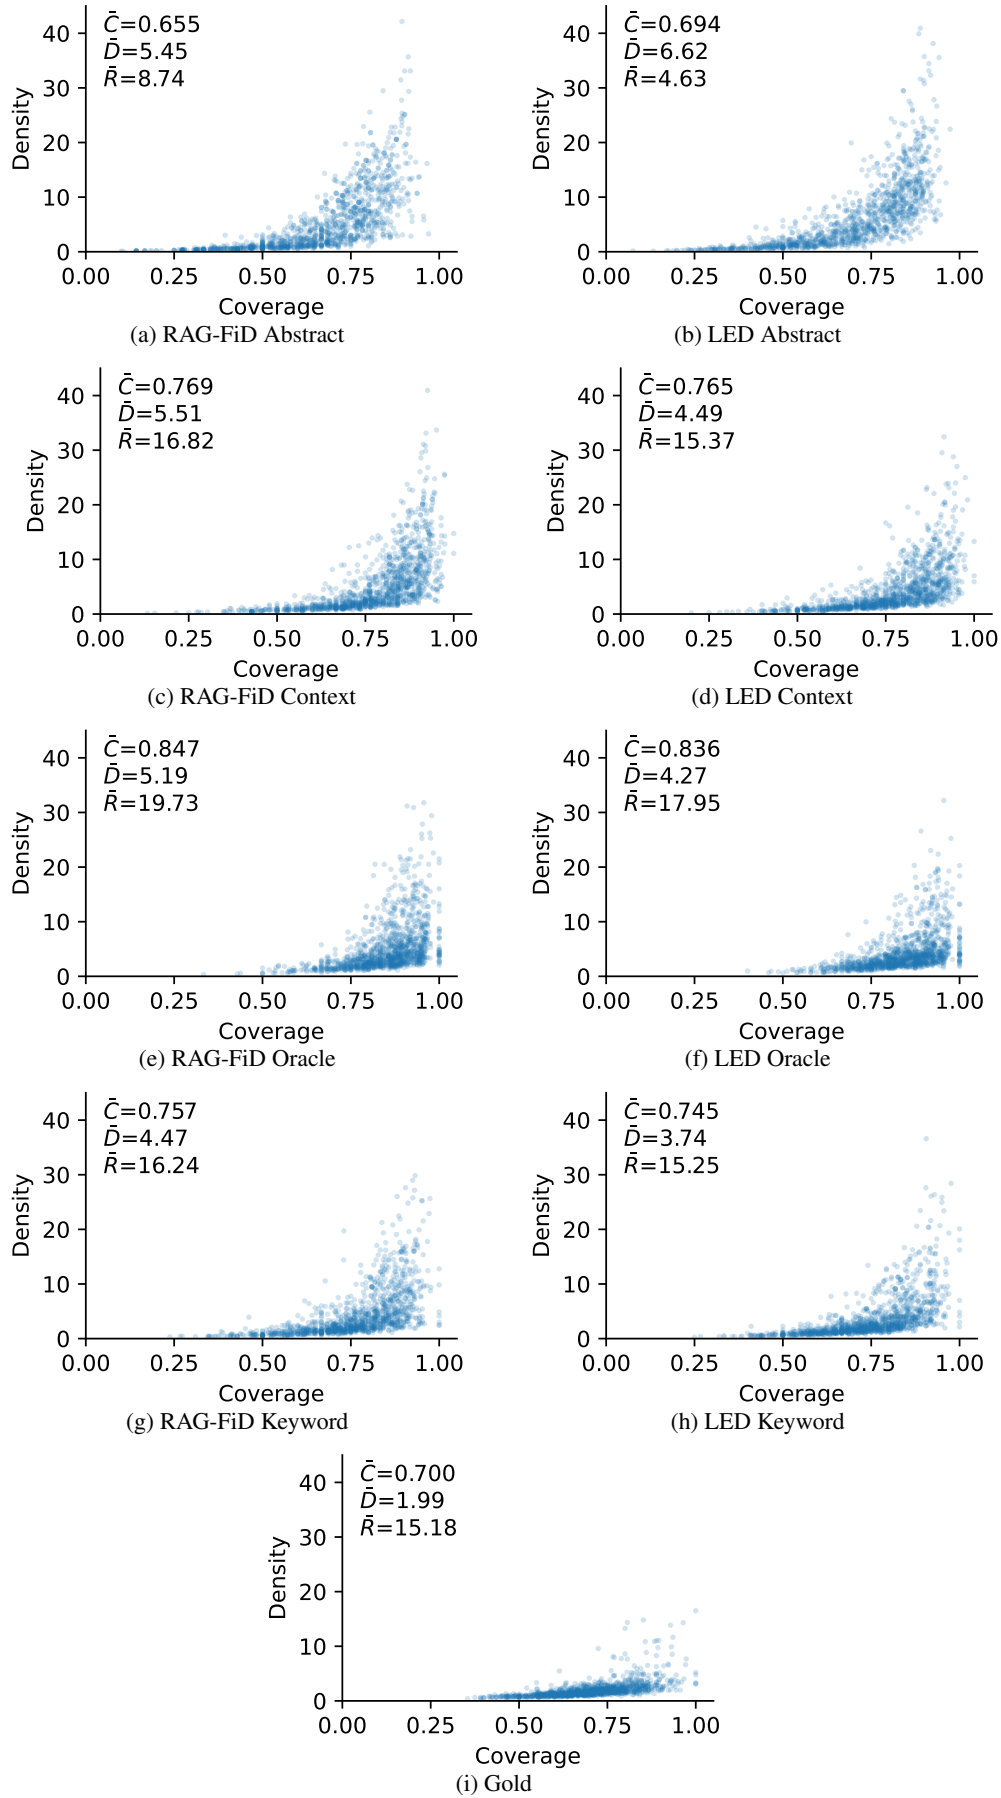 C̄=0.655
D̄=5.45
R̄=8.74
Density
40
30
20
10
0
0.00 0.25 0.50 0.75 1.00
Coverage
(a) RAG-FiD Abstract
C̄=0.694
D̄=6.62
R̄=4.63
Density
40
30
20
10
0
0.00 0.25 0.50 0.75 1.00
Coverage
(b) LED Abstract
C̄=0.769
D̄=5.51
R̄=16.82
Density
40
30
20
10
0
0.00 0.25 0.50 0.75 1.00
Coverage
(c) RAG-FiD Context
C̄=0.765
D̄=4.49
R̄=15.37
Density
40
30
20
10
0
0.00 0.25 0.50 0.75 1.00
Coverage
(d) LED Context
C̄=0.847
D̄=5.19
R̄=19.73
Density
40
30
20
10
0
0.00 0.25 0.50 0.75 1.00
Coverage
(e) RAG-FiD Oracle
C̄=0.836
D̄=4.27
R̄=17.95
Density
40
30
20
10
0
0.00 0.25 0.50 0.75 1.00
Coverage
(f) LED Oracle
C̄=0.757
D̄=4.47
R̄=16.24
Density
40
30
20
10
0
0.00 0.25 0.50 0.75 1.00
Coverage
(g) RAG-FiD Keyword
C̄=0.745
D̄=3.74
R̄=15.25
Density
40
30
20
10
0
0.00 0.25 0.50 0.75 1.00
Coverage
(h) LED Keyword
C̄=0.700
D̄=1.99
R̄=15.18
Density
40
30
20
10
0
0.00 0.25 0.50 0.75 1.00
Coverage
(i) Gold